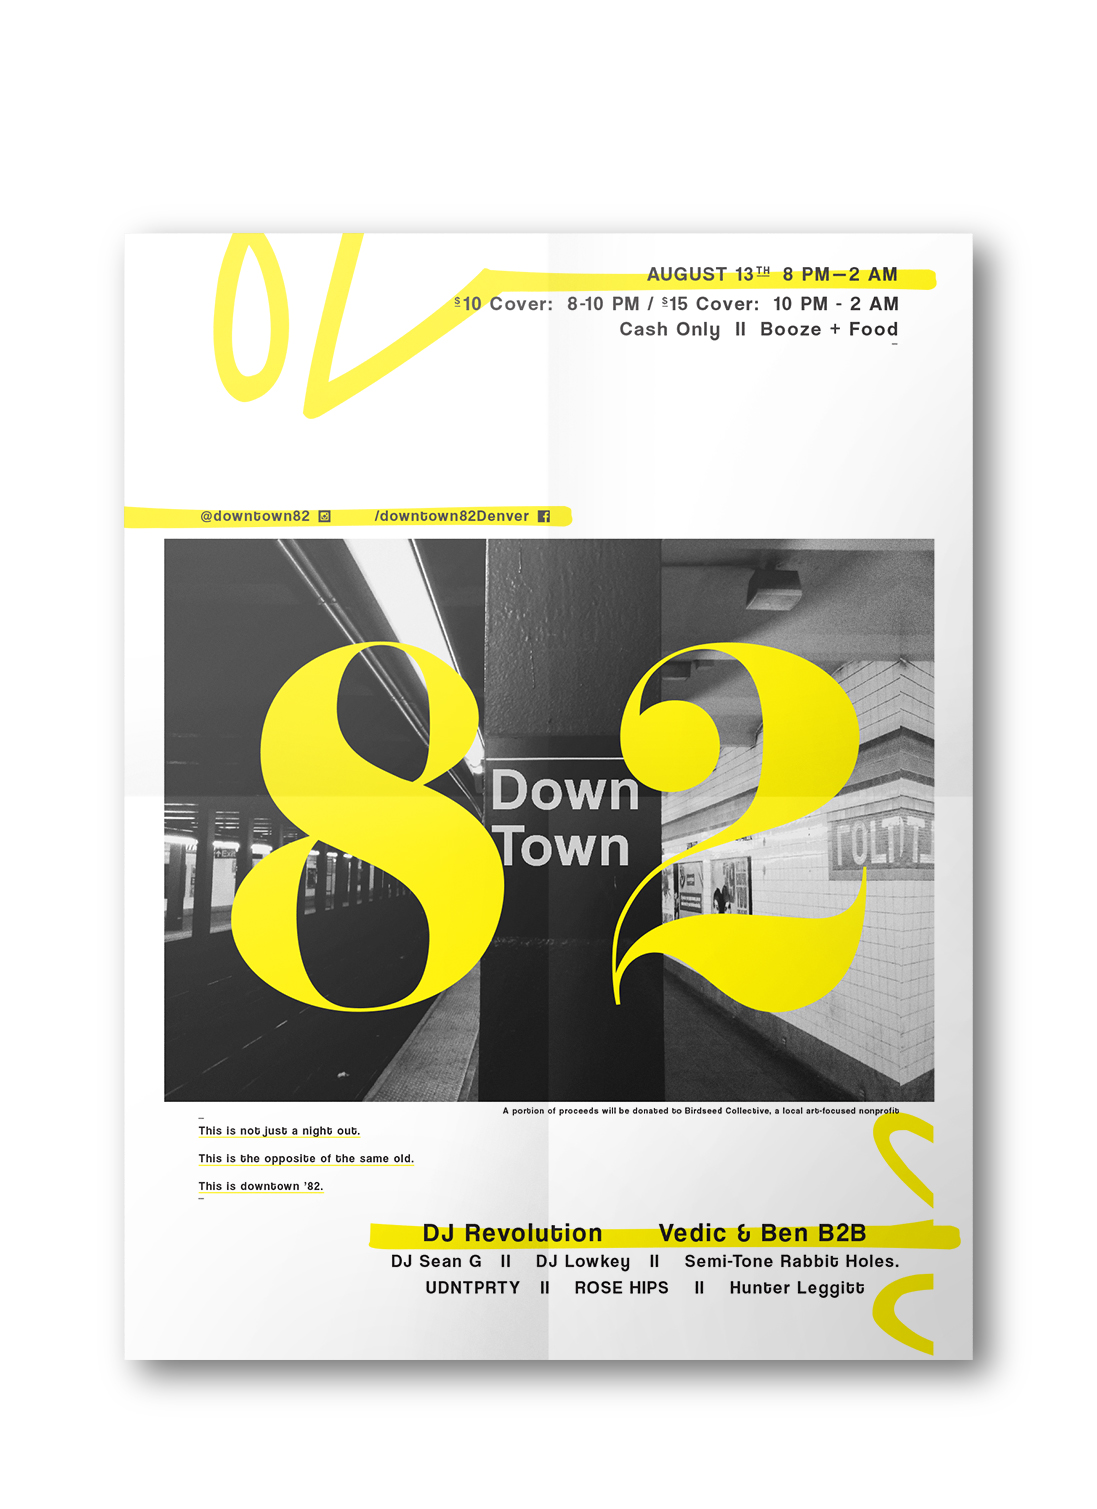 AUGUST 13TH 8 PM—2 AM
$10 Cover: 8-10 PM / $15 Cover: 10 PM - 2 AM
Cash Only II Booze + Food
@downtown82 /downtown82Denver
82
Down
Town
A portion of proceeds will be donated to Birdseed Collective, a local art-focused nonprofit
This is not just a night out.
This is the opposite of the same old.
This is downtown '82.
DJ Revolution Vedic & Ben B2B
DJ Sean G II DJ Lowkey II Semi-Tone Rabbit Holes.
UDNTPRTY II ROSE HIPS II Hunter Leggitt